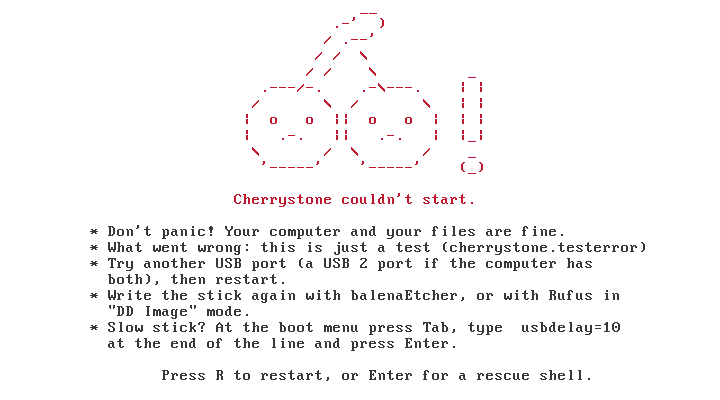 Cherrystone couldn't start.
* Don't panic! Your computer and your files are fine.
* What went wrong: this is just a test (cherrystone.testerror)
* Try another USB port (a USB 2 port if the computer has
both), then restart.
* Write the stick again with balenaEtcher, or with Rufus in
"DD Image" mode.
* Slow stick? At the boot menu press Tab, type  usbdelay=10
at the end of the line and press Enter.
Press R to restart, or Enter for a rescue shell.